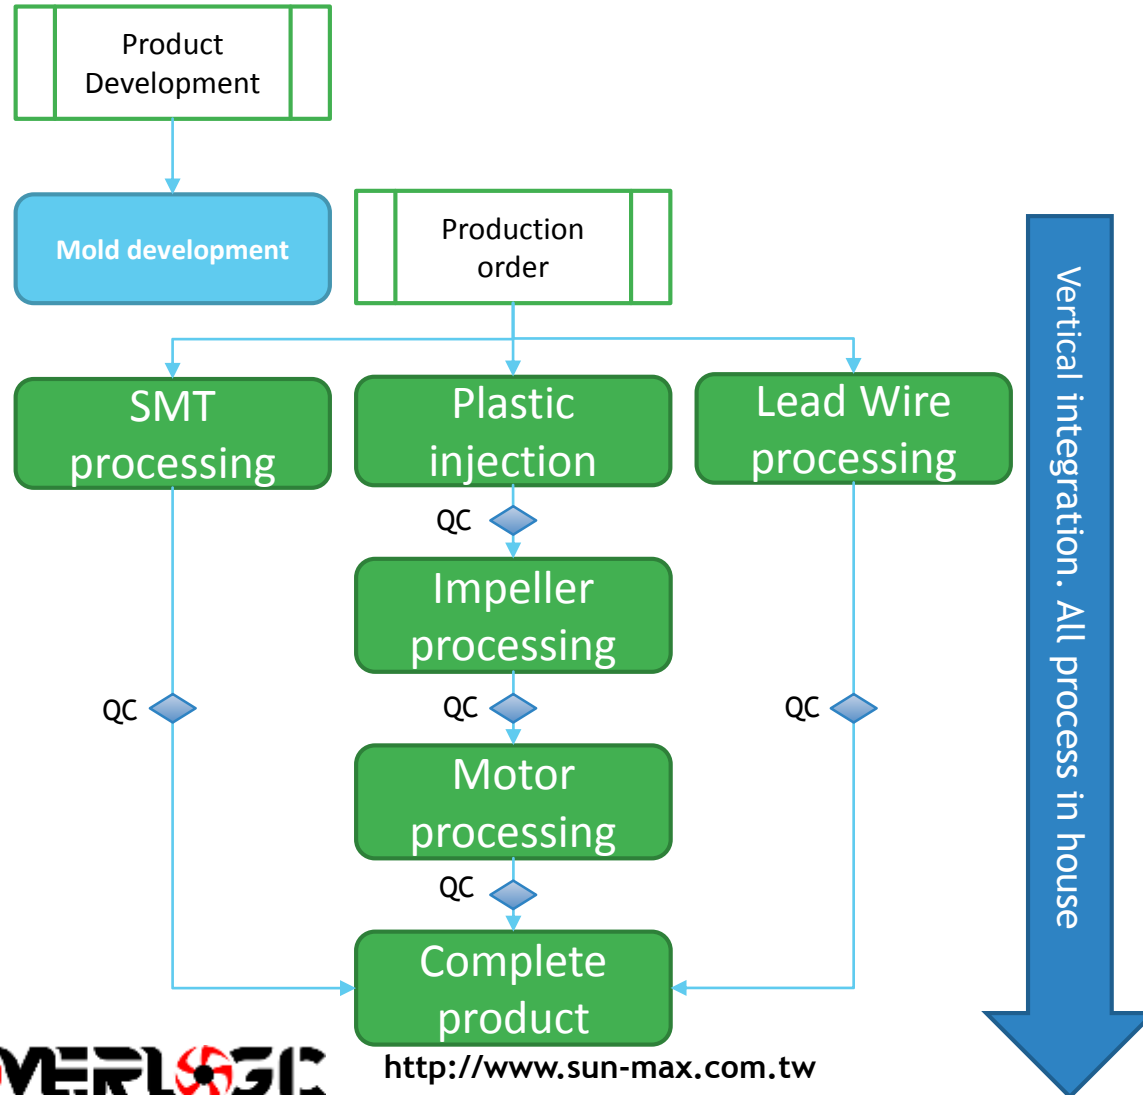 Product
Development
Mold development
Production
order
SMT
processing
Plastic
injection
Lead Wire
processing
QC
Impeller
processing
QC
QC
QC
Motor
processing
QC
Complete
product
Vertical integration. All process in house
http://www.sun-max.com.tw